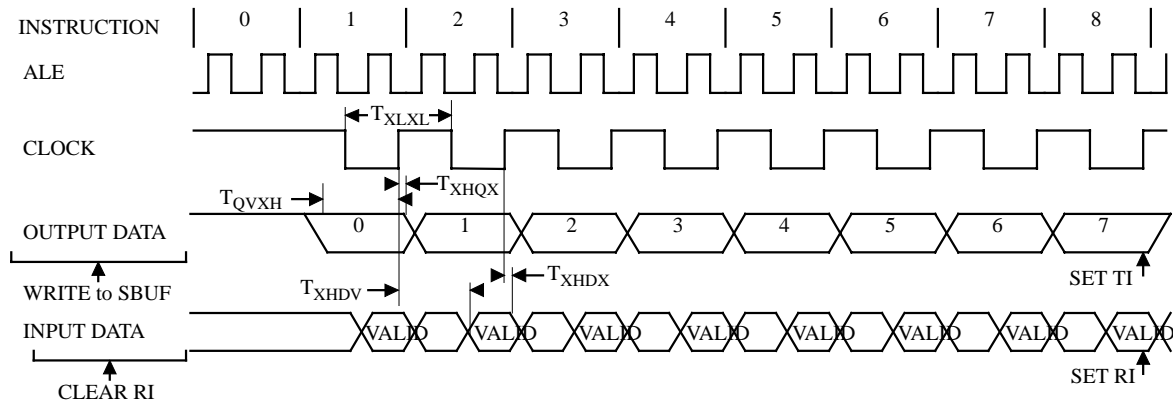 INSTRUCTION 0 1 2 3 4 5 6 7 8
ALE
TXLXL
CLOCK
TXHQX
TQVXH
OUTPUT DATA 0 1 2 3 4 5 6 7
TXHDX
SET TI
TXHDV
WRITE to SBUF
INPUT DATA VALID VALID VALID VALID VALID VALID VALID VALID
SET RI
CLEAR RI